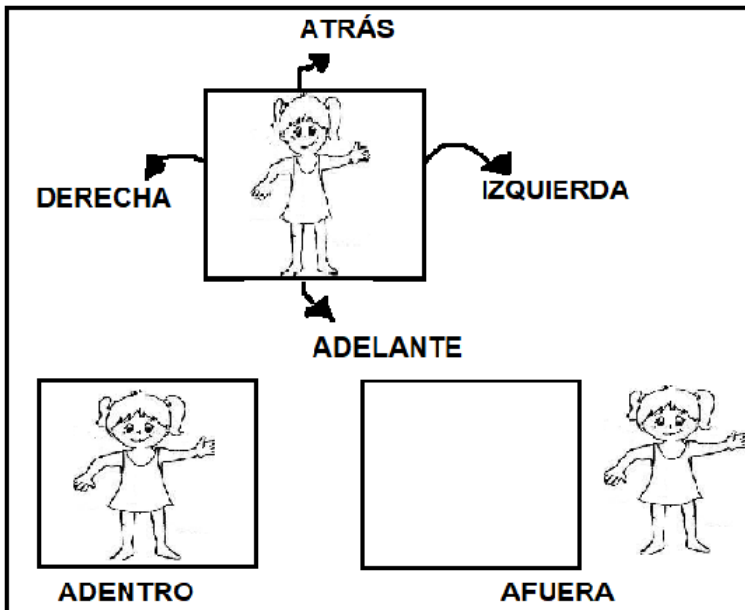 ATRÁS
DERECHA
IZQUIERDA
ADELANTE
ADENTRO
AFUERA